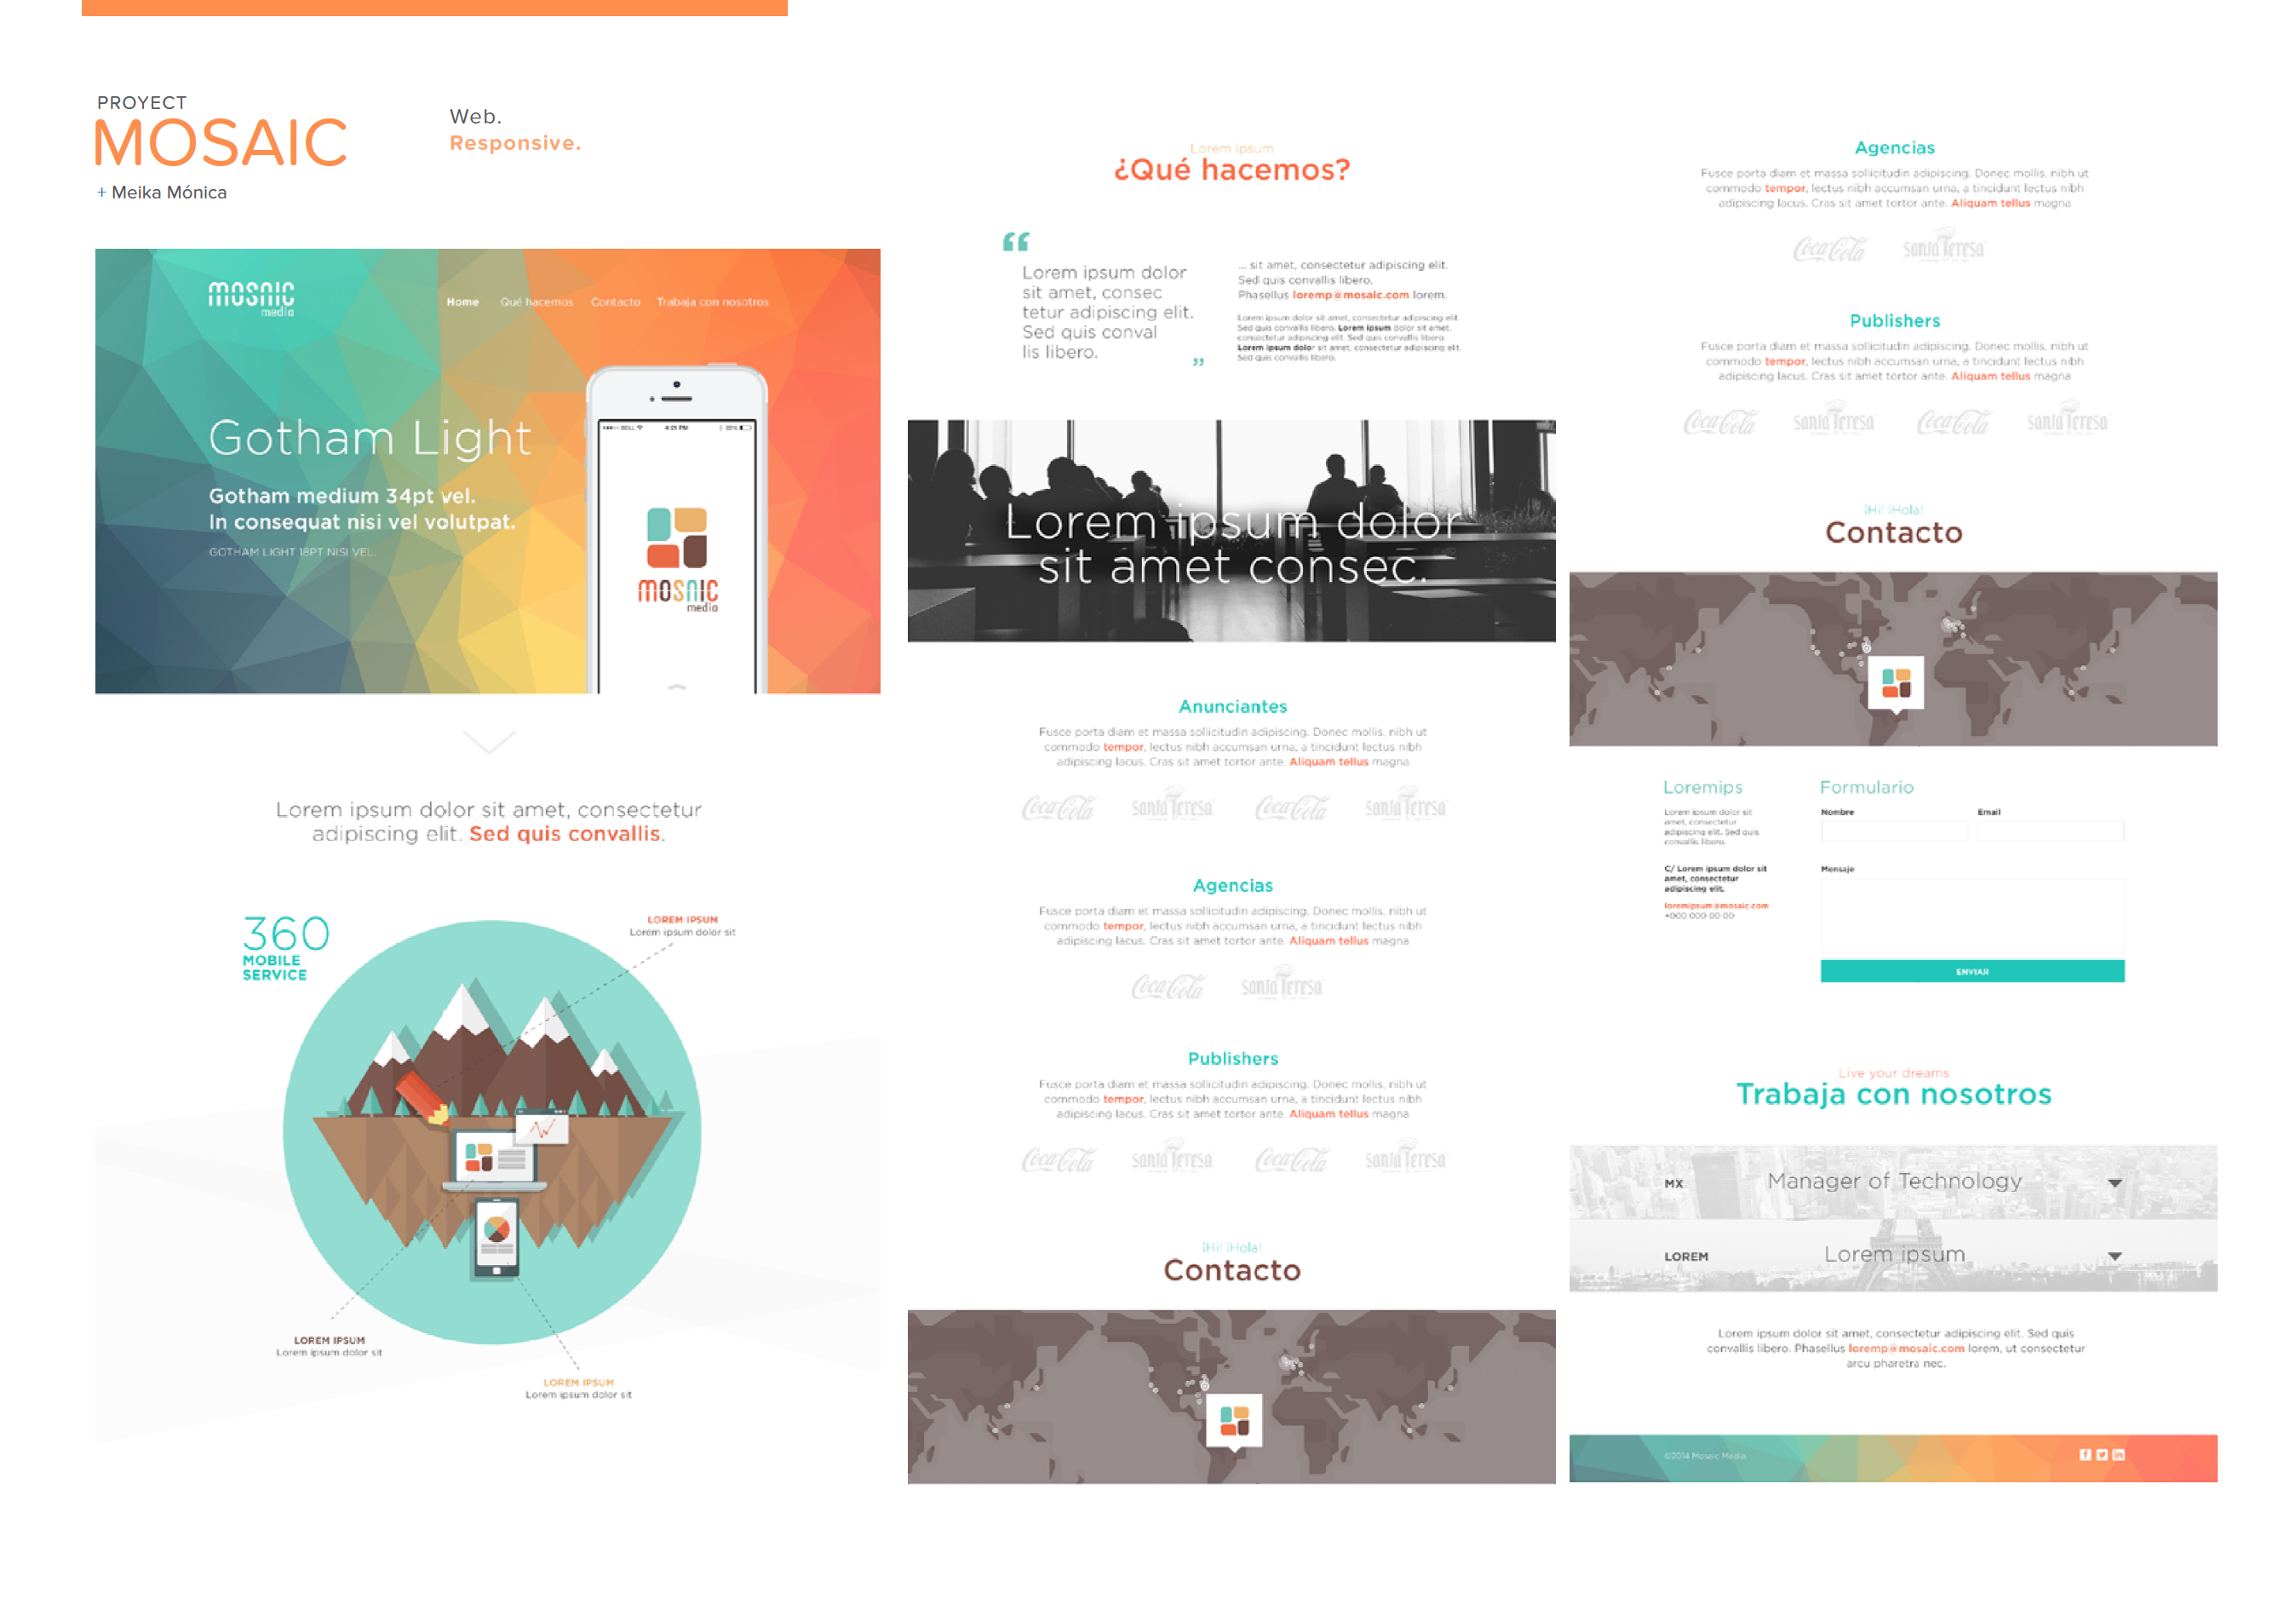 PROYECT
MOSAIC
+ Meika Mónica
Web.
Responsive.
mosaic
media
Home Qué hacemos Contacto Trabaja con nosotros
Gotham Light
Gotham medium 34pt vel.
In consequat nisi vel volutpat.
GOTHAM LIGHT 18PT NISI VEL.
BELL 4:21 PM 22%
mosaic
media
Lorem ipsum dolor sit amet, consectetur
adipiscing elit. Sed quis convallis.
360
MOBILE
SERVICE
LOREM IPSUM
Lorem ipsum dolor sit
LOREM IPSUM
Lorem ipsum dolor sit
LOREM IPSUM
Lorem ipsum dolor sit
Lorem ipsum
¿Qué hacemos?
“
Lorem ipsum dolor
sit amet, consec
tetur adipiscing elit.
Sed quis conval
lis libero.
”
... sit amet, consectetur adipiscing elit.
Sed quis convallis libero.
Phasellus loremp@mosaic.com lorem.
Lorem ipsum dolor sit amet, consectetur adipiscing elit.
Sed quis convallis libero. Lorem ipsum dolor sit amet,
consectetur adipiscing elit. Sed quis convallis libero.
Lorem ipsum dolor sit amet, consectetur adipiscing elit.
Sed quis convallis libero.
Lorem ipsum dolor
sit amet consec.
Anunciantes
Fusce porta diam et massa sollicitudin adipiscing. Donec mollis, nibh ut
commodo tempor, lectus nibh accumsan urna, a tincidunt lectus nibh
adipiscing lacus. Cras sit amet tortor ante. Aliquam tellus magna
Coca-Cola Santa Teresa Coca-Cola Santa Teresa
Agencias
Fusce porta diam et massa sollicitudin adipiscing. Donec mollis, nibh ut
commodo tempor, lectus nibh accumsan urna, a tincidunt lectus nibh
adipiscing lacus. Cras sit amet tortor ante. Aliquam tellus magna
Coca-Cola Santa Teresa
Publishers
Fusce porta diam et massa sollicitudin adipiscing. Donec mollis, nibh ut
commodo tempor, lectus nibh accumsan urna, a tincidunt lectus nibh
adipiscing lacus. Cras sit amet tortor ante. Aliquam tellus magna
Coca-Cola Santa Teresa Coca-Cola Santa Teresa
¡Hi! ¡Hola!
Contacto
Agencias
Fusce porta diam et massa sollicitudin adipiscing. Donec mollis, nibh ut
commodo tempor, lectus nibh accumsan urna, a tincidunt lectus nibh
adipiscing lacus. Cras sit amet tortor ante. Aliquam tellus magna
Coca-Cola Santa Teresa
Publishers
Fusce porta diam et massa sollicitudin adipiscing. Donec mollis, nibh ut
commodo tempor, lectus nibh accumsan urna, a tincidunt lectus nibh
adipiscing lacus. Cras sit amet tortor ante. Aliquam tellus magna
Coca-Cola Santa Teresa Coca-Cola Santa Teresa
¡Hi! ¡Hola!
Contacto
Loremips
Lorem ipsum dolor sit
amet, consectetur
adipiscing elit. Sed quis
convallis libero.
C/ Lorem ipsum dolor sit
amet, consectetur
adipiscing elit.
loremipsum@mosaic.com
+000 000 00 00
Formulario
Nombre Email
Mensaje
ENVIAR
Live your dreams
Trabaja con nosotros
MX Manager of Technology
LOREM Lorem ipsum
Lorem ipsum dolor sit amet, consectetur adipiscing elit. Sed quis
convallis libero. Phasellus loremp@mosaic.com lorem, ut consectetur
arcu pharetra nec.
©2014 Mosaic Media